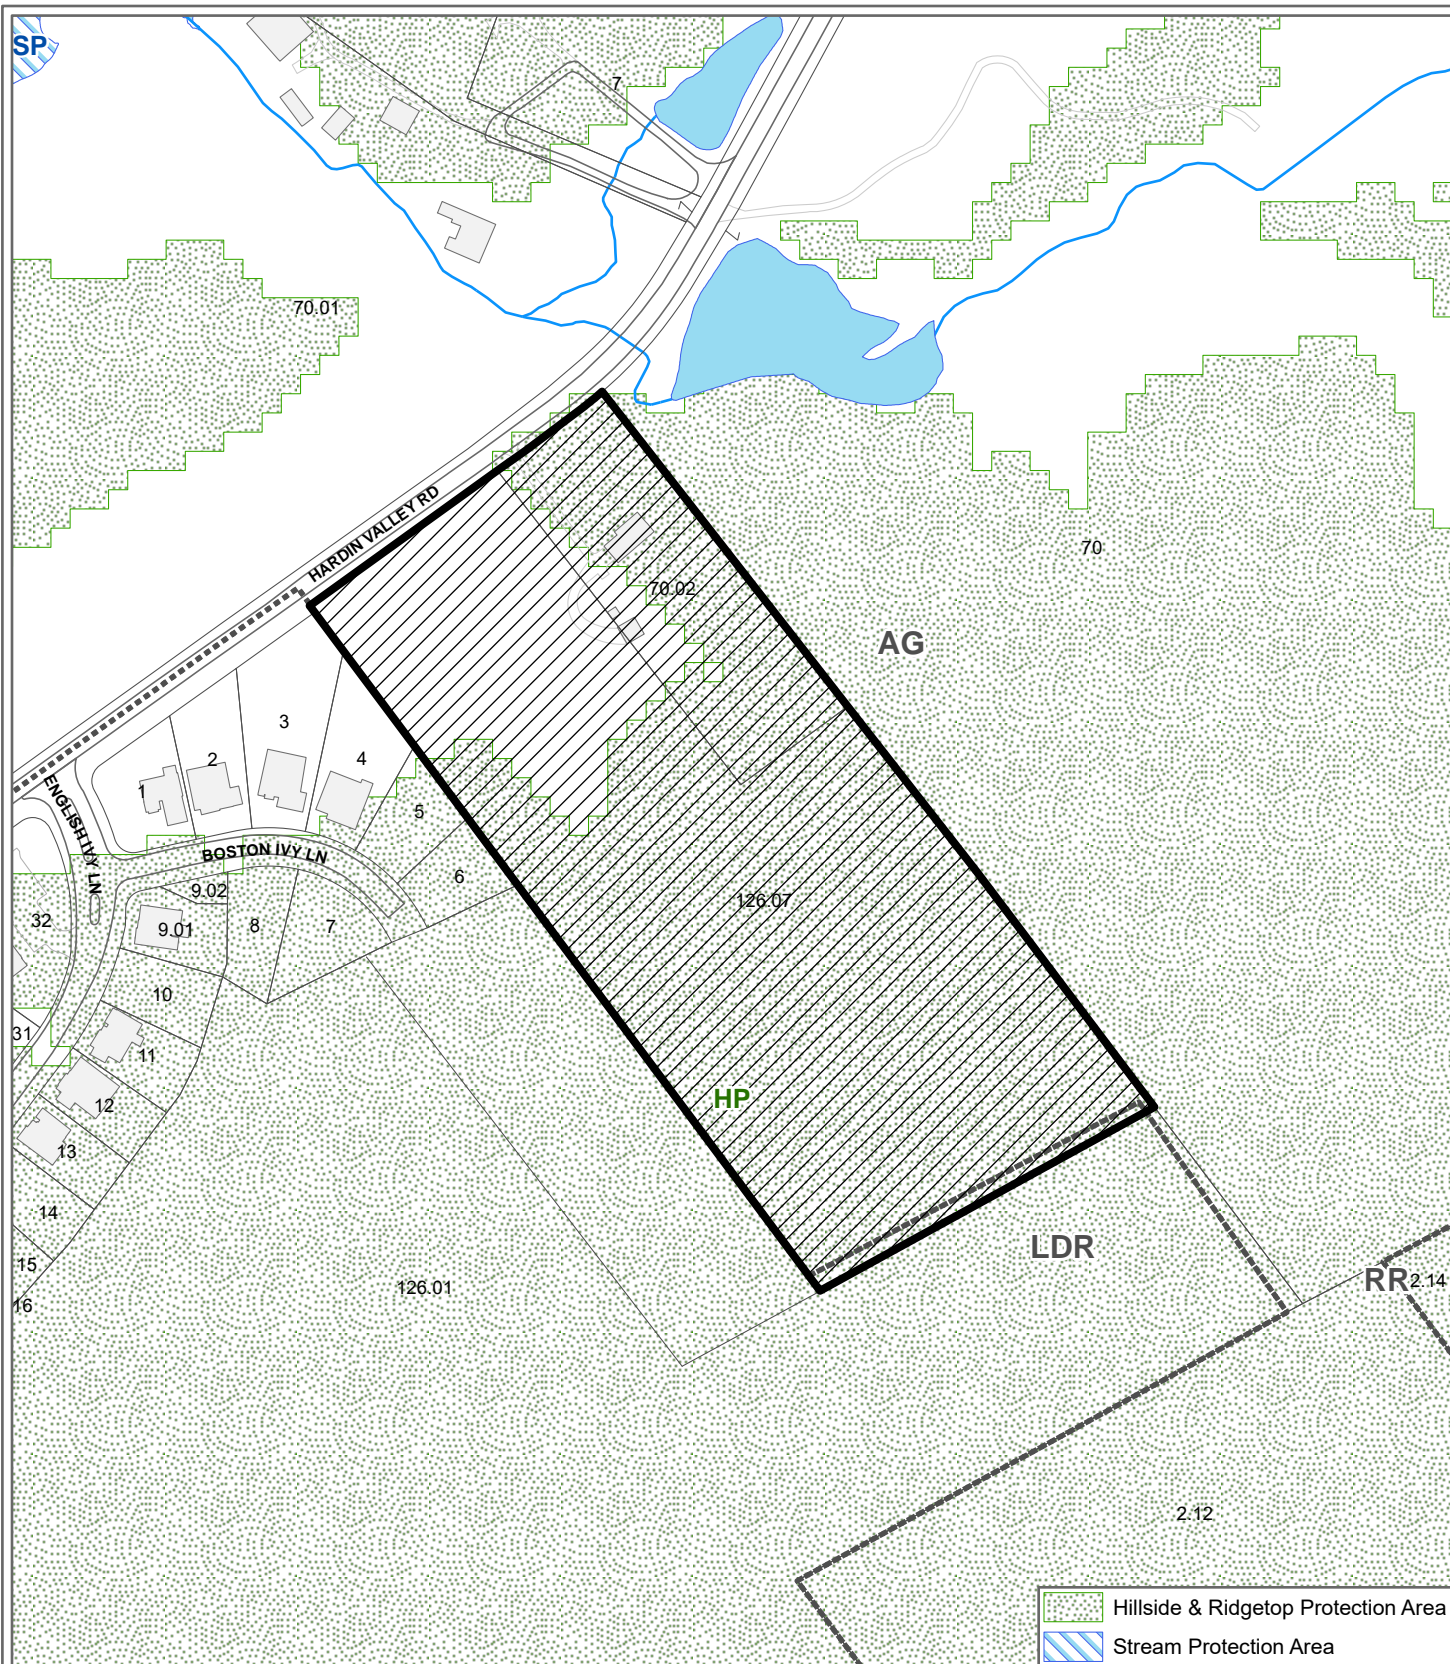 SP
7
70.01
HARDIN VALLEY RD
70
70.02
AG
3
2
4
1
5
ENGLISH IVY LN
BOSTON IVY LN
6
9.02
126.07
32
9.01
8
7
10
31
11
HP
12
13
14
LDR
15
RR
2.14
126.01
16
2.12
Hillside & Ridgetop Protection Area
Stream Protection Area